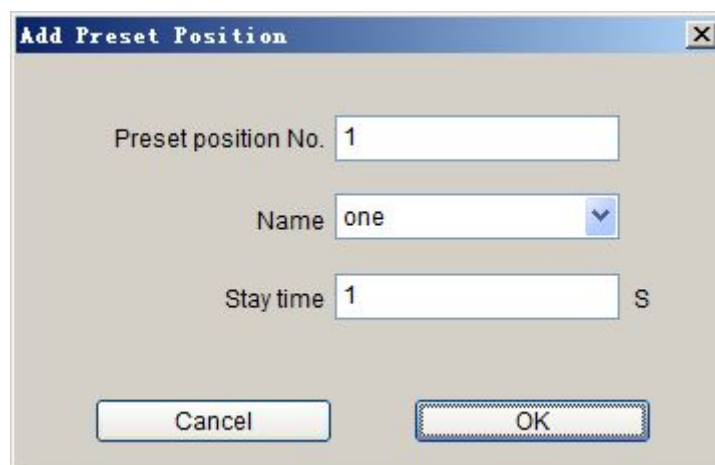 Add Preset Position
Preset position No. 1
Name one
Stay time 1 S
Cancel OK